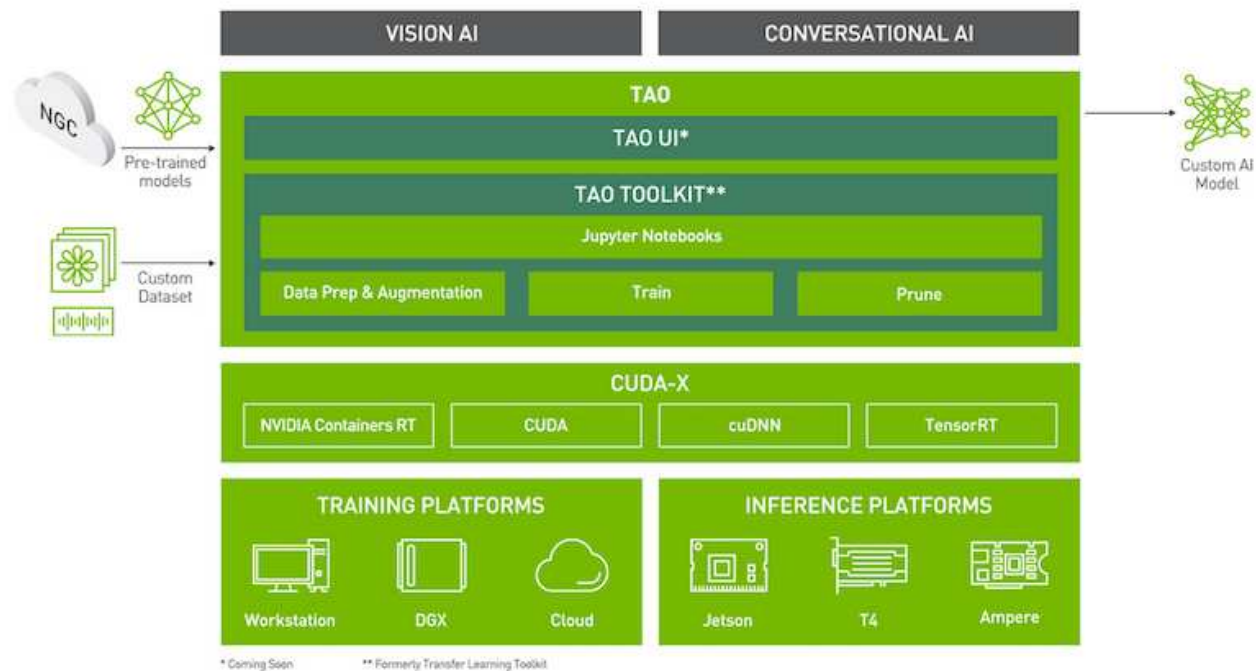 VISION AI
CONVERSATIONAL AI
NGC
Pre-trained
models
TAO
TAO UI*
TAO TOOLKIT**
Jupyter Notebooks
Data Prep & Augmentation
Train
Prune
Custom
Dataset
Custom AI
Model
CUDA-X
NVIDIA Containers RT
CUDA
cuDNN
TensorRT
TRAINING PLATFORMS
Workstation
DGX
Cloud
INFERENCE PLATFORMS
Jetson
T4
Ampere
* Coming Soon
** Formerly Transfer Learning Toolkit